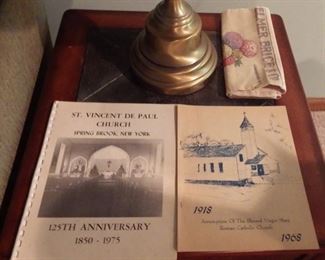 ST. VINCENT DE PAUL
CHURCH
SPRING BROOK, NEW YORK
125TH ANNIVERSARY
1850 - 1975
1918
Assumption Of The Blessed Virgin Mary
Roman Catholic Church
1968